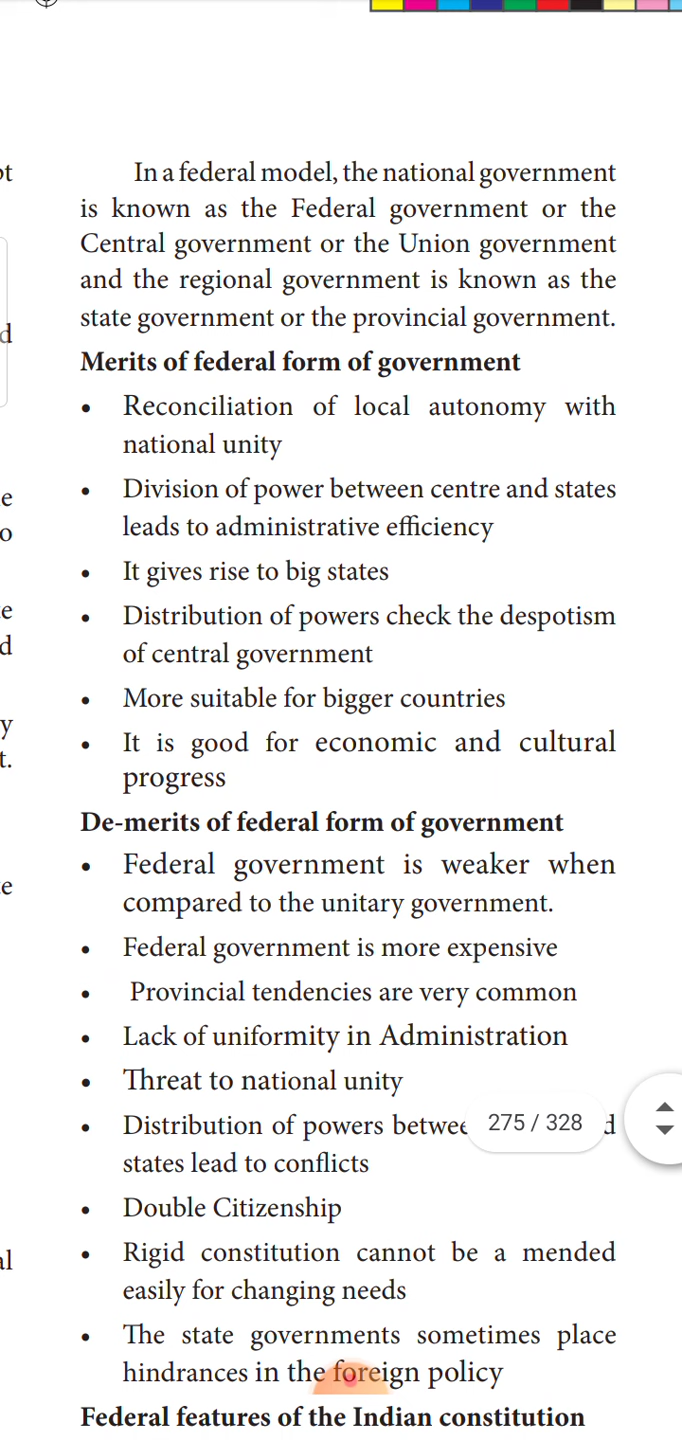 ot
d
e
o
te
d
y
t.
te
al
In a federal model, the national government
is known as the Federal government or the
Central government or the Union government
and the regional government is known as the
state government or the provincial government.
Merits of federal form of government
• Reconciliation of local autonomy with
national unity
• Division of power between centre and states
leads to administrative efficiency
• It gives rise to big states
• Distribution of powers check the despotism
of central government
• More suitable for bigger countries
• It is good for economic and cultural
progress
De-merits of federal form of government
• Federal government is weaker when
compared to the unitary government.
• Federal government is more expensive
• Provincial tendencies are very common
• Lack of uniformity in Administration
• Threat to national unity
• Distribution of powers betwee 275 / 328 d
states lead to conflicts
• Double Citizenship
• Rigid constitution cannot be a mended
easily for changing needs
• The state governments sometimes place
hindrances in the foreign policy
Federal features of the Indian constitution